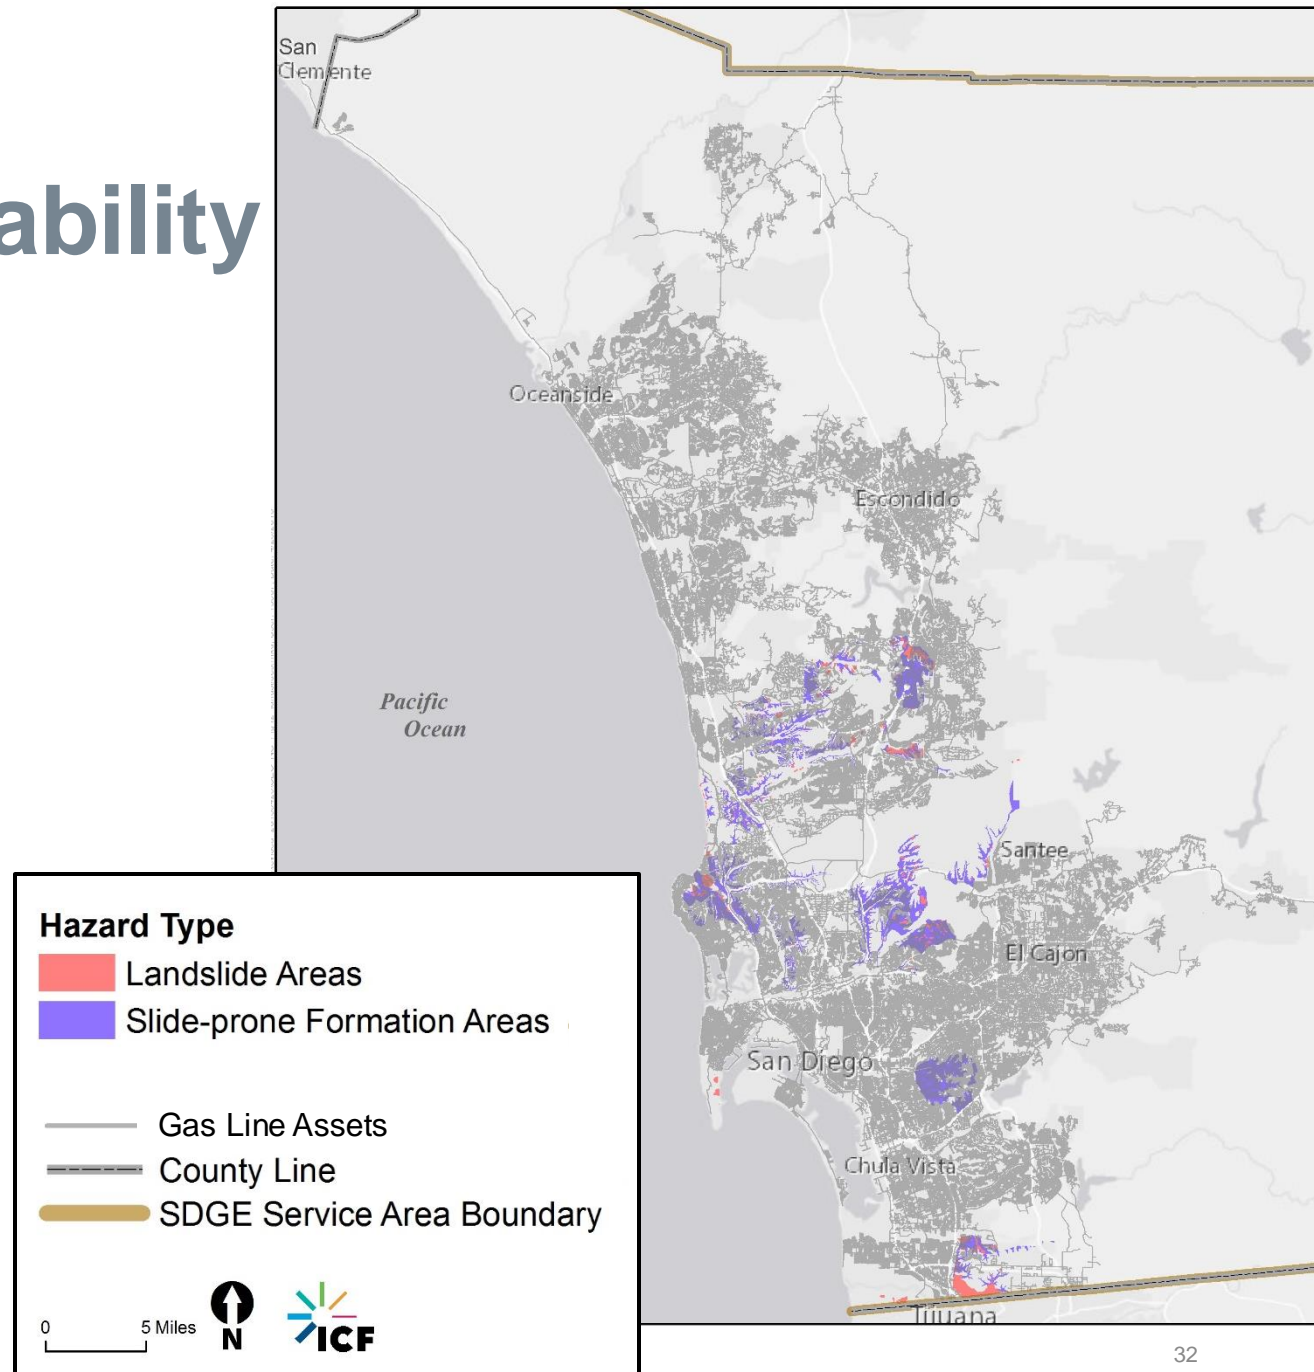 ability
San
Clemente
Oceanside
Escondido
Pacific
Ocean
Santee
El Cajon
San Diego
Chula Vista
Tijuana
Hazard Type
Landslide Areas
Slide-prone Formation Areas
Gas Line Assets
County Line
SDGE Service Area Boundary
0 5 Miles
N
ICF
32